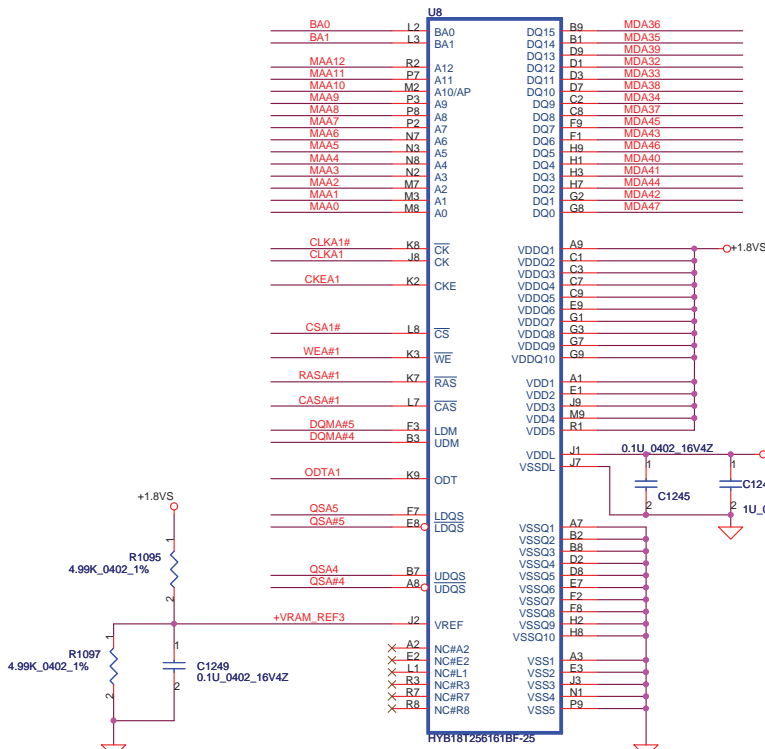 U8
BA0 L2 BA0 DQ15 B9 MDA36
BA1 L3 BA1 DQ14 B1 MDA35
DQ13 D9 MDA39
MAA12 R2 A12 DQ12 D1 MDA32
MAA11 P7 A11 DQ11 D3 MDA33
MAA10 M2 A10/AP DQ10 D7 MDA38
MAA9 P3 A9 DQ9 C2 MDA34
MAA8 P8 A8 DQ8 C8 MDA37
MAA7 P2 A7 DQ7 F9 MDA45
MAA6 N7 A6 DQ6 F1 MDA43
MAA5 N3 A5 DQ5 H9 MDA46
MAA4 N8 A4 DQ4 H1 MDA40
MAA3 N2 A3 DQ3 H3 MDA41
MAA2 M7 A2 DQ2 H7 MDA44
MAA1 M3 A1 DQ1 G2 MDA42
MAA0 M8 A0 DQ0 G8 MDA47
CLKA1# K8 CK VDDQ1 A9 +1.8VS
CLKA1 J8 CK VDDQ2 C1
VDDQ3 C3
CKEA1 K2 CKE VDDQ4 C7
VDDQ5 C9
VDDQ6 E9
VDDQ7 G1
CSA1# L8 CS VDDQ8 G3
VDDQ9 G7
WEA#1 K3 WE VDDQ10 G9
RASA#1 K7 RAS VDD1 A1
VDD2 E1
CASA#1 L7 CAS VDD3 J9
VDD4 M9
DQMA#5 F3 LDM VDD5 R1
DQMA#4 B3 UDM
VDDL J1 0.1U_0402_16V4Z
VSSDL J7
ODTA1 K9 ODT
1 1
C1245 C124
2 2
1U_0
+1.8VS
QSA5 F7 LDQS VSSQ1 A7
QSA#5 E8 LDQS VSSQ2 B2
VSSQ3 B8
VSSQ4 D2
QSA4 B7 UDQS VSSQ5 D8
QSA#4 A8 UDQS VSSQ6 E7
VSSQ7 F2
VSSQ8 F8
+VRAM_REF3 J2 VREF VSSQ9 H2
VSSQ10 H8
1
R1095
4.99K_0402_1%
2
A2 NC#A2
E2 NC#E2 VSS1 A3
L1 NC#L1 VSS2 E3
R3 NC#R3 VSS3 J3
R7 NC#R7 VSS4 N1
R8 NC#R8 VSS5 P9
1
R1097
4.99K_0402_1%
2
1
C1249
0.1U_0402_16V4Z
2
HYB18T256161BF-25